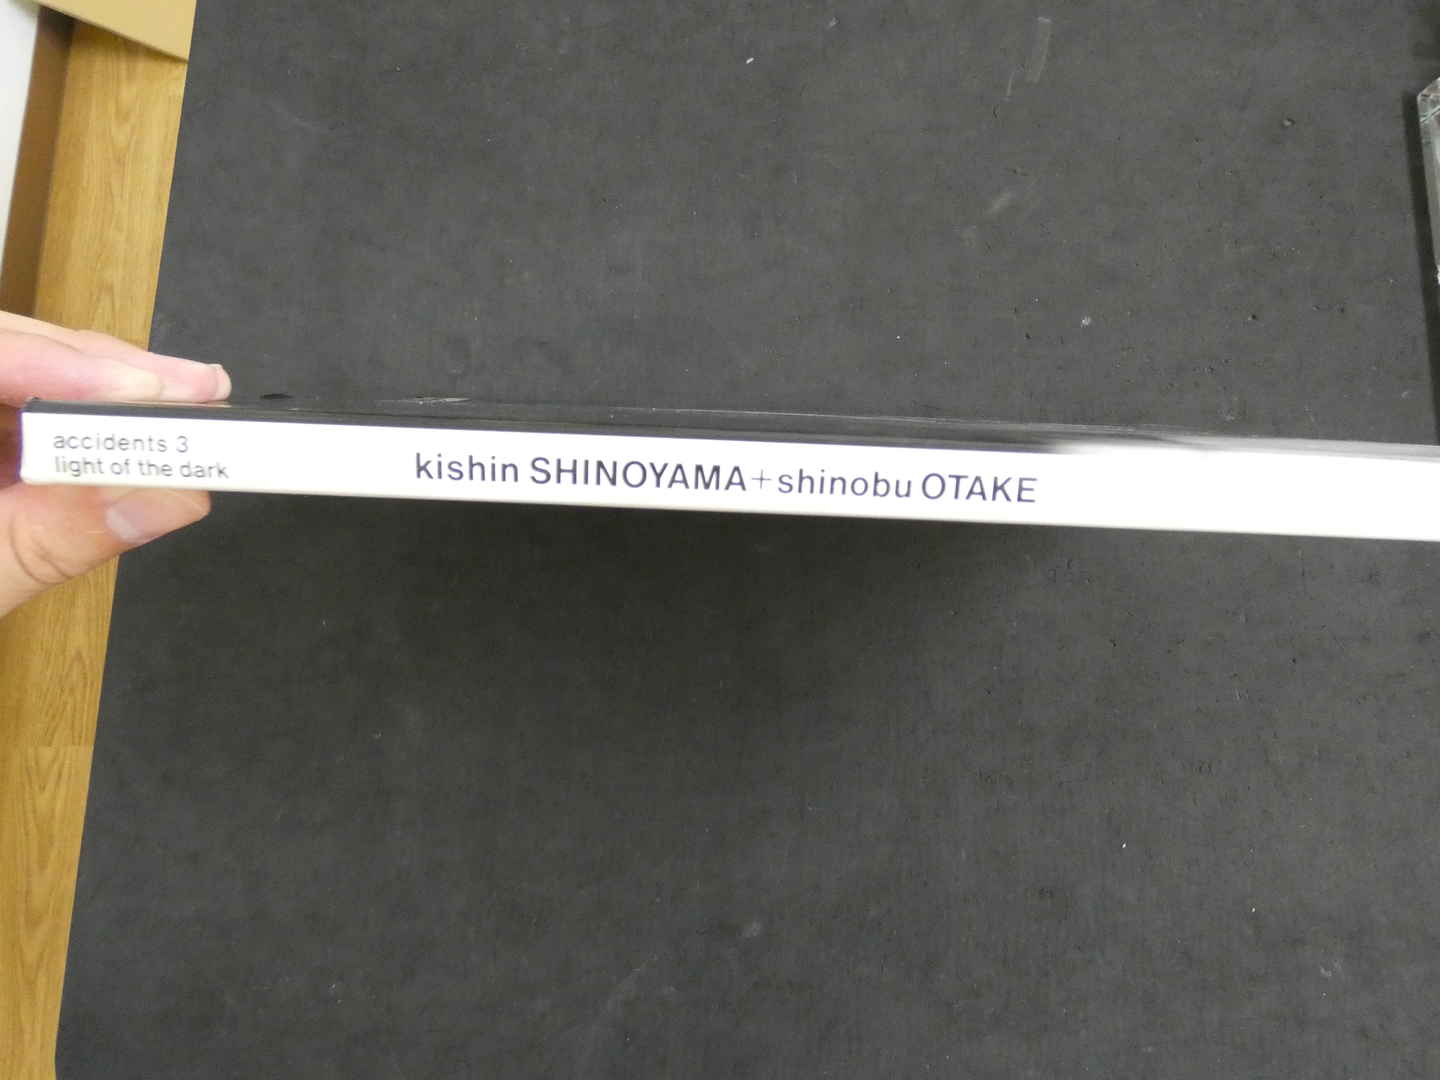 accidents 3
light of the dark
kishin SHINOYAMA+shinobu OTAKE